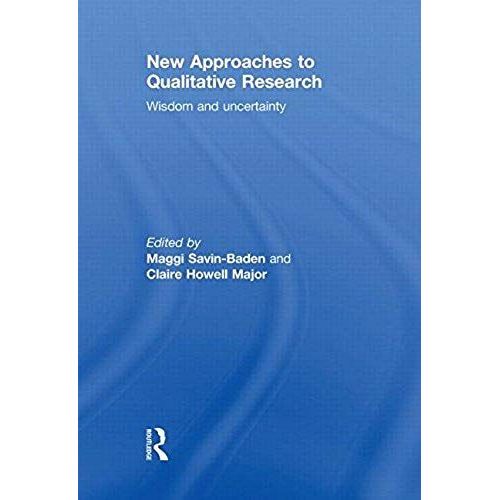 New Approaches to
Qualitative Research
Wisdom and uncertainty
Edited by
Maggi Savin-Baden and
Claire Howell Major
ROUTLEDGE